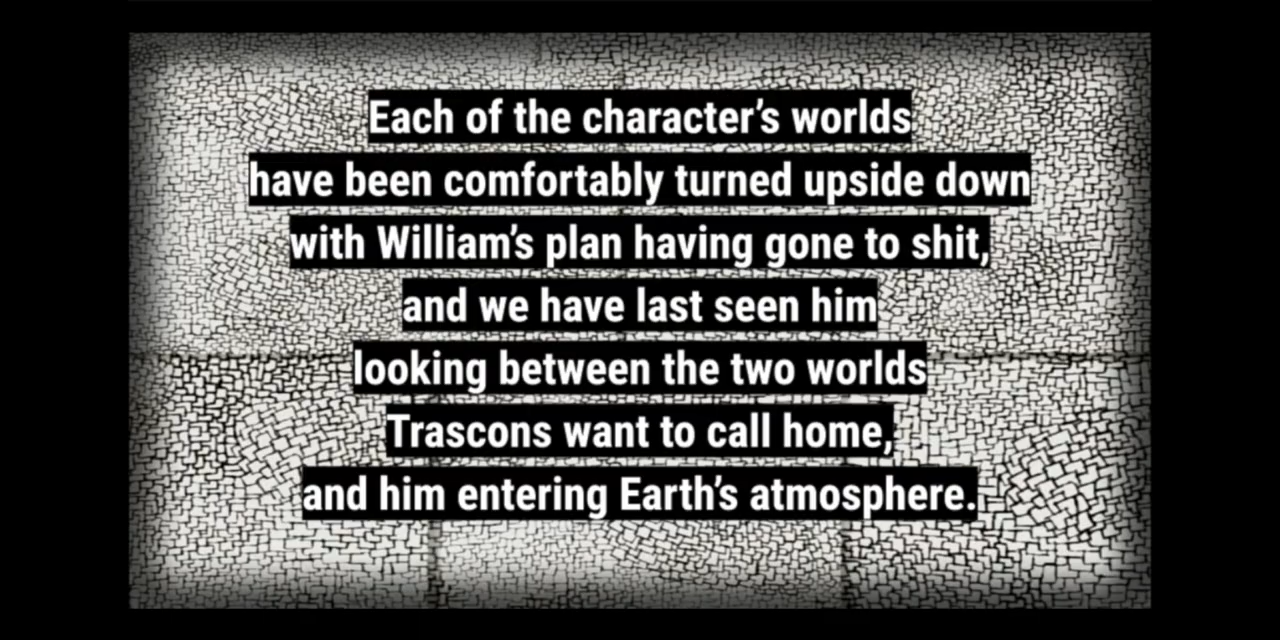 Each of the character’s worlds
have been comfortably turned upside down
with William’s plan having gone to shit,
and we have last seen him
looking between the two worlds
Trascons want to call home,
and him entering Earth’s atmosphere.